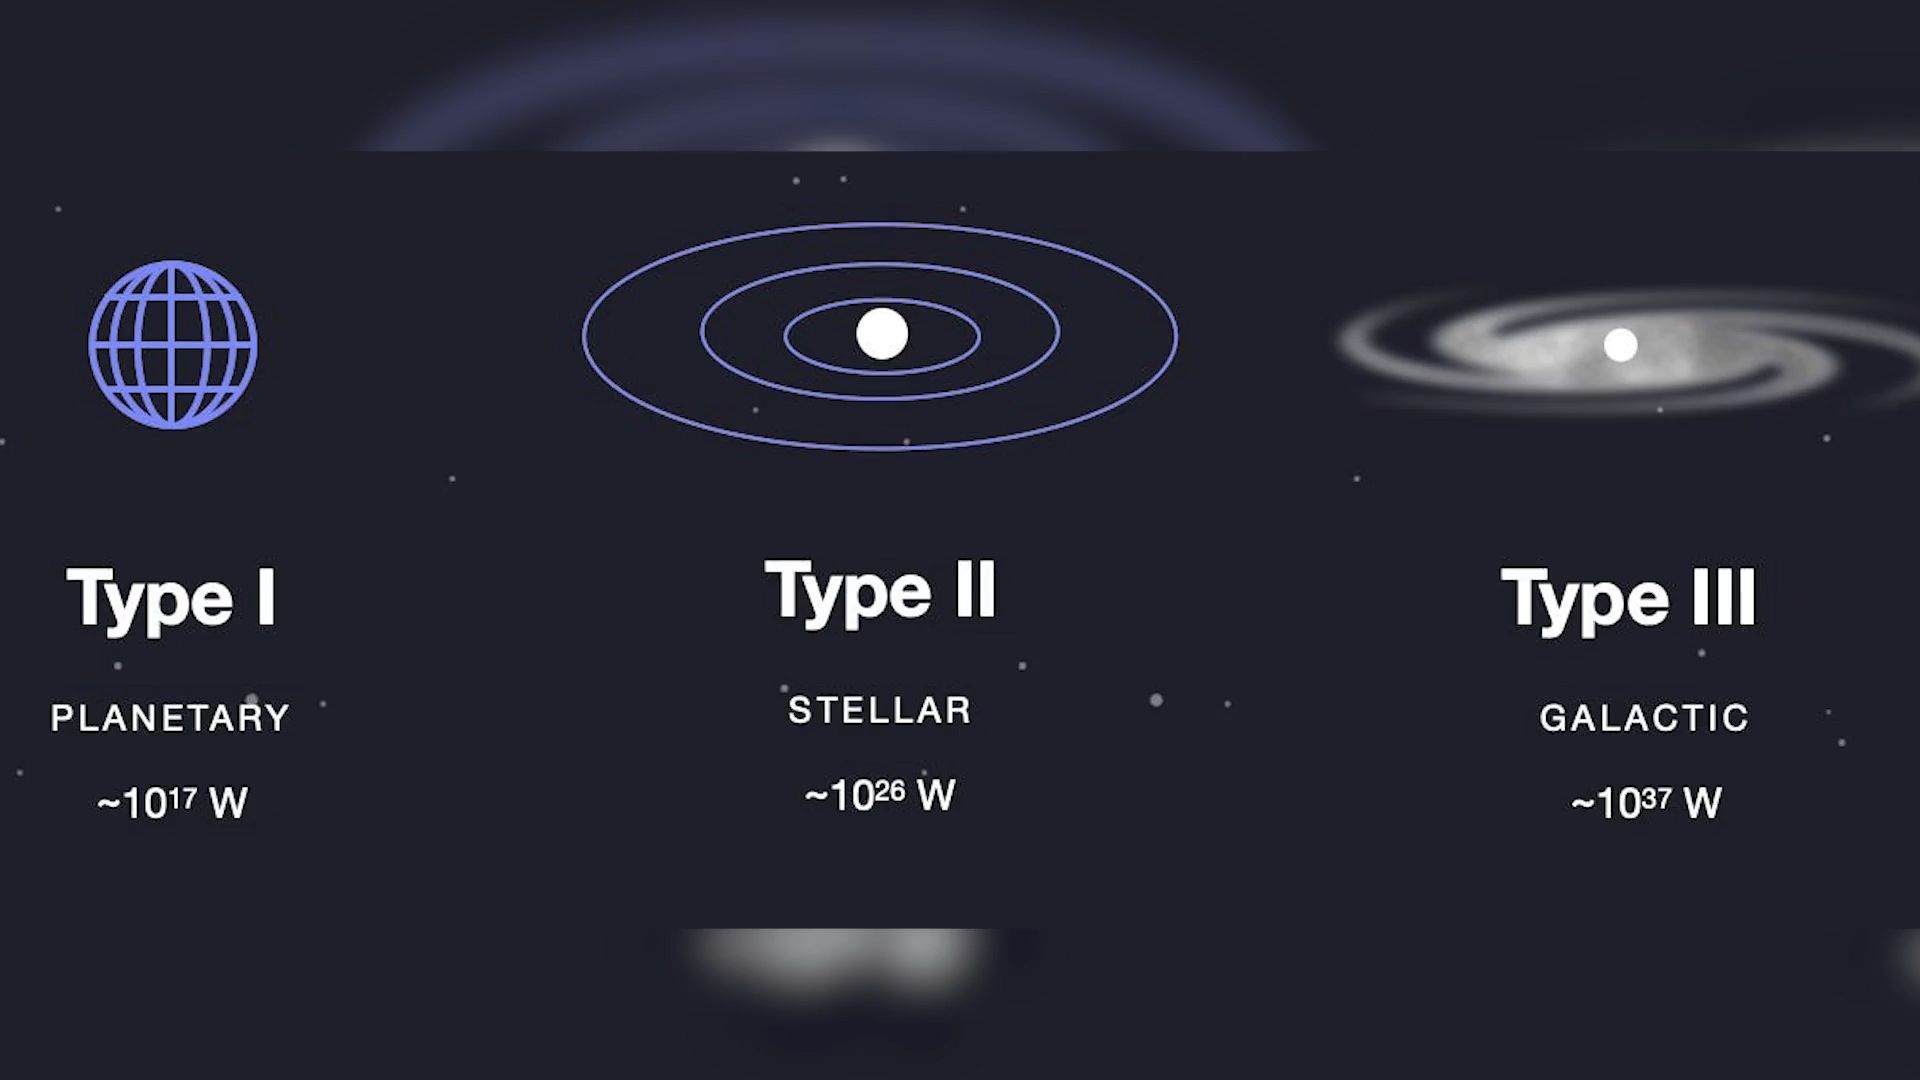 Type I
PLANETARY
~10¹⁷ W
Type II
STELLAR
~10²⁶ W
Type III
GALACTIC
~10³⁷ W